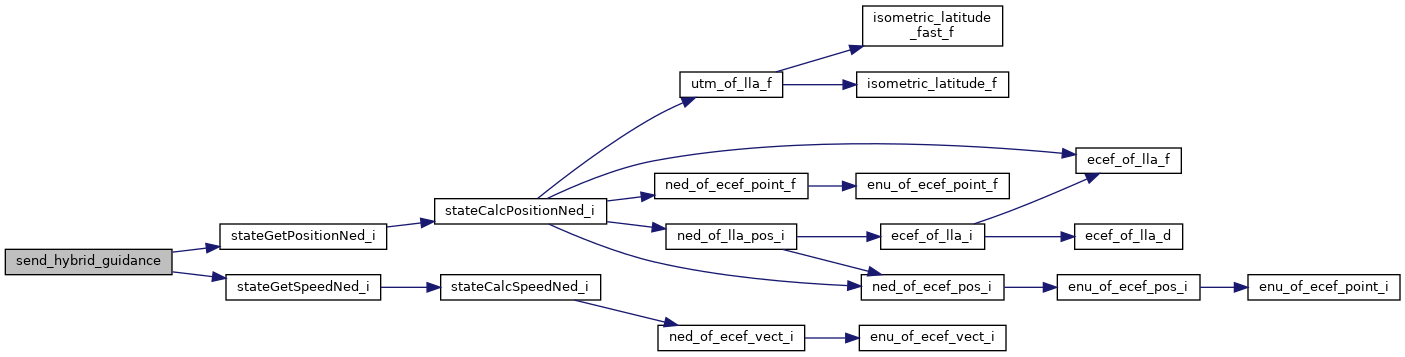 isometric_latitude
_fast_f
utm_of_lla_f
isometric_latitude_f
ecef_of_lla_f
ned_of_ecef_point_f
enu_of_ecef_point_f
stateCalcPositionNed_i
stateGetPositionNed_i
ned_of_lla_pos_i
ecef_of_lla_i
ecef_of_lla_d
send_hybrid_guidance
stateGetSpeedNed_i
stateCalcSpeedNed_i
ned_of_ecef_pos_i
enu_of_ecef_pos_i
enu_of_ecef_point_i
ned_of_ecef_vect_i
enu_of_ecef_vect_i